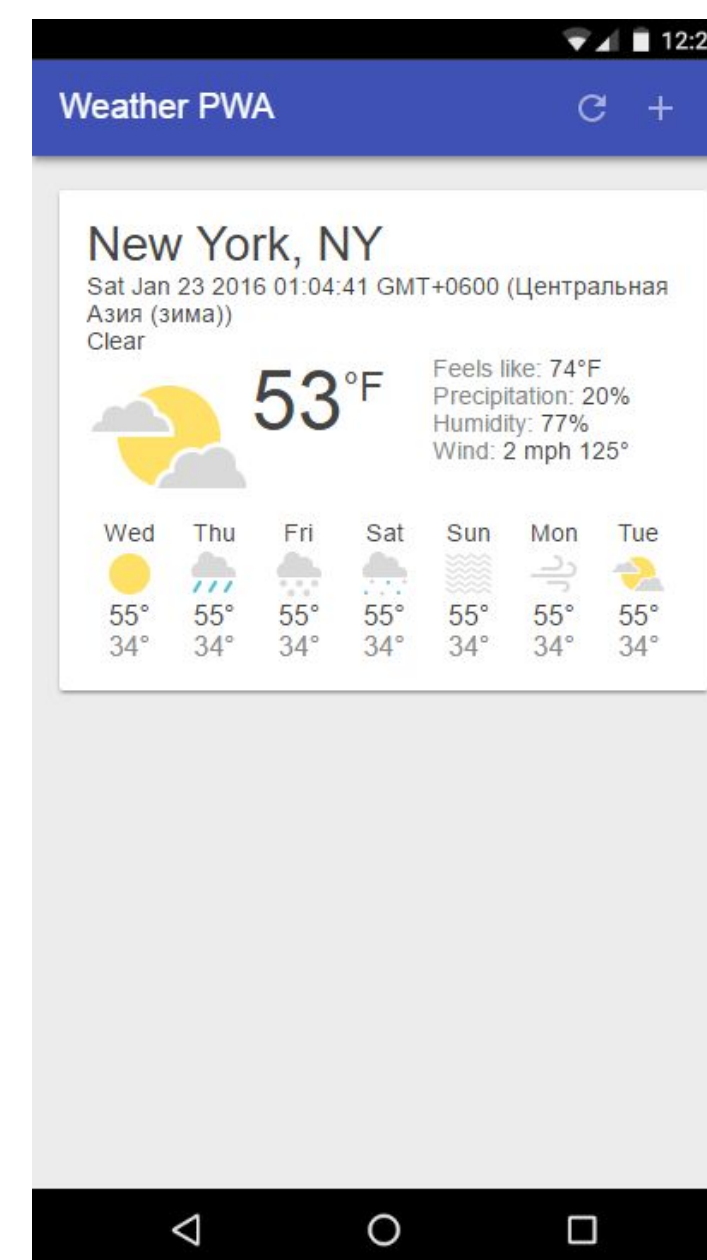 12:2
Weather PWA
New York, NY
Sat Jan 23 2016 01:04:41 GMT+0600 (Центральная
Азия (зима))
Clear
53°F
Feels like: 74°F
Precipitation: 20%
Humidity: 77%
Wind: 2 mph 125°
Wed Thu Fri Sat Sun Mon Tue
55° 55° 55° 55° 55° 55° 55°
34° 34° 34° 34° 34° 34° 34°